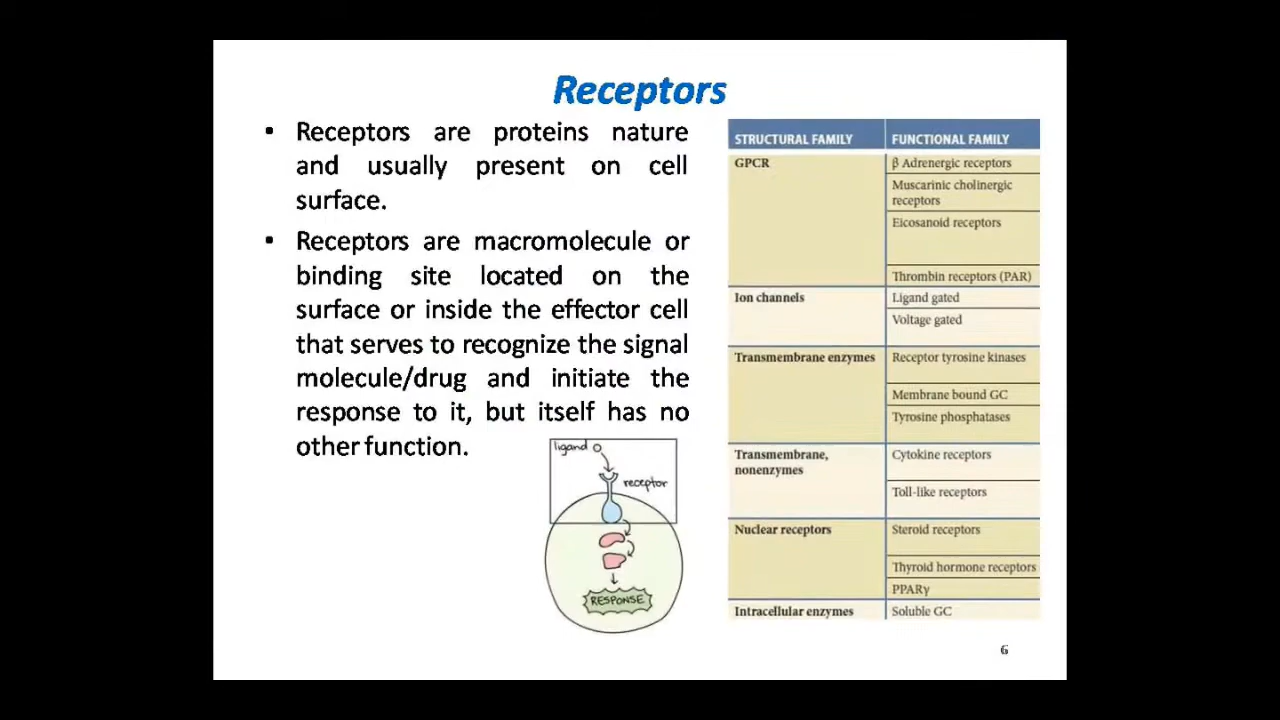 Receptors
• Receptors are proteins nature
and usually present on cell
surface.
• Receptors are macromolecule or
binding site located on the
surface or inside the effector cell
that serves to recognize the signal
molecule/drug and initiate the
response to it, but itself has no
other function.
ligand
receptor
RESPONSE
STRUCTURAL FAMILY FUNCTIONAL FAMILY
GPCR β Adrenergic receptors
Muscarinic cholinergic
receptors
Eicosanoid receptors
Thrombin receptors (PAR)
Ion channels Ligand gated
Voltage gated
Transmembrane enzymes Receptor tyrosine kinases
Membrane bound GC
Tyrosine phosphatases
Transmembrane, Cytokine receptors
nonenzymes
Toll-like receptors
Nuclear receptors Steroid receptors
Thyroid hormone receptors
PPARγ
Intracellular enzymes Soluble GC
6